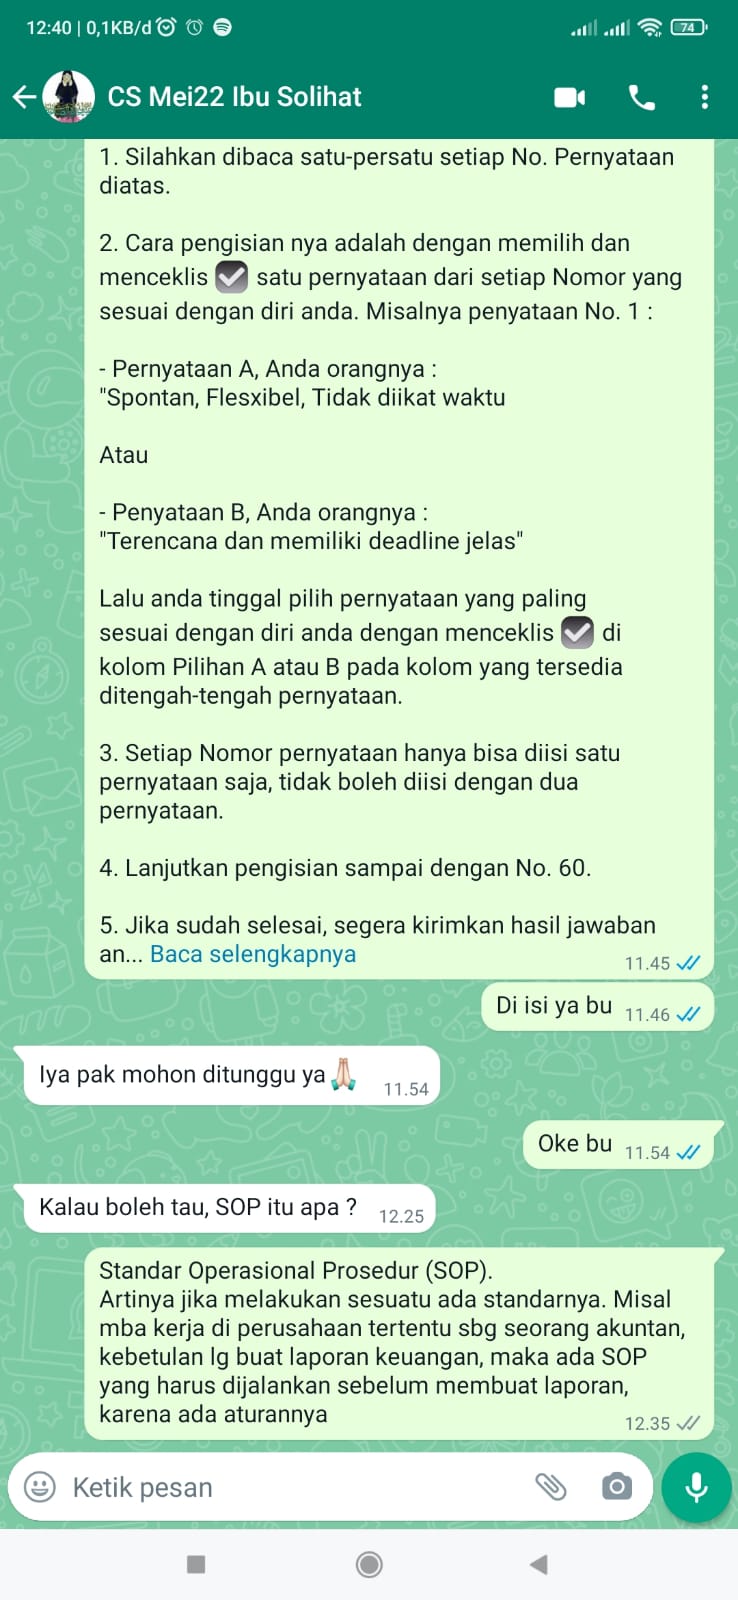 12:40 | 0,1KB/d
74
CS Mei22 Ibu Solihat
1. Silahkan dibaca satu-persatu setiap No. Pernyataan
diatas.
2. Cara pengisian nya adalah dengan memilih dan
menceklis ✔ satu pernyataan dari setiap Nomor yang
sesuai dengan diri anda. Misalnya penyataan No. 1 :
- Pernyataan A, Anda orangnya :
"Spontan, Flesxibel, Tidak diikat waktu
Atau
- Penyataan B, Anda orangnya :
"Terencana dan memiliki deadline jelas"
Lalu anda tinggal pilih pernyataan yang paling
sesuai dengan diri anda dengan menceklis ✔ di
kolom Pilihan A atau B pada kolom yang tersedia
ditengah-tengah pernyataan.
3. Setiap Nomor pernyataan hanya bisa diisi satu
pernyataan saja, tidak boleh diisi dengan dua
pernyataan.
4. Lanjutkan pengisian sampai dengan No. 60.
5. Jika sudah selesai, segera kirimkan hasil jawaban
an... Baca selengkapnya
11.45
Di isi ya bu 11.46
Iya pak mohon ditunggu ya🙏🏻 11.54
Oke bu 11.54
Kalau boleh tau, SOP itu apa ? 12.25
Standar Operasional Prosedur (SOP).
Artinya jika melakukan sesuatu ada standarnya. Misal
mba kerja di perusahaan tertentu sbg seorang akuntan,
kebetulan lg buat laporan keuangan, maka ada SOP
yang harus dijalankan sebelum membuat laporan,
karena ada aturannya
12.35
Ketik pesan